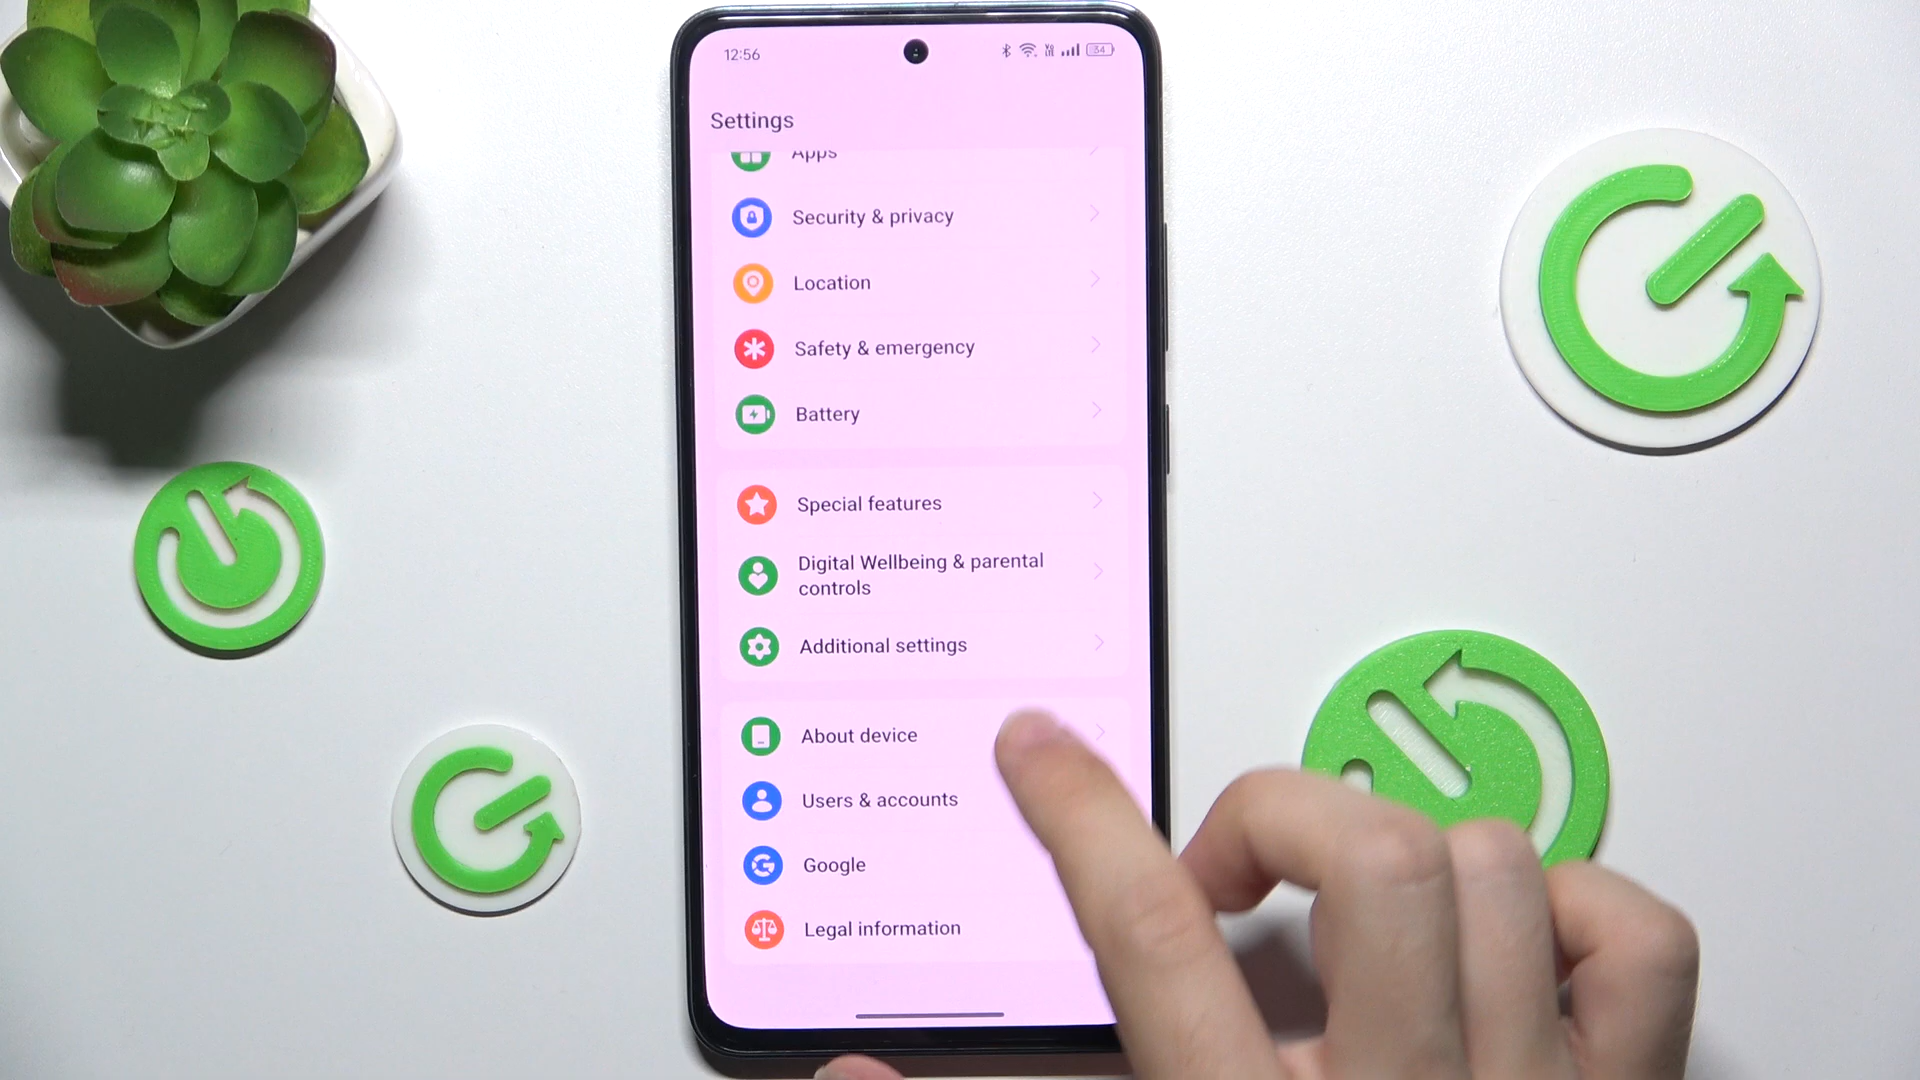 12:56
34
Settings
Apps
Security & privacy
Location
Safety & emergency
Battery
Special features
Digital Wellbeing & parental
controls
Additional settings
About device
Users & accounts
Google
Legal information